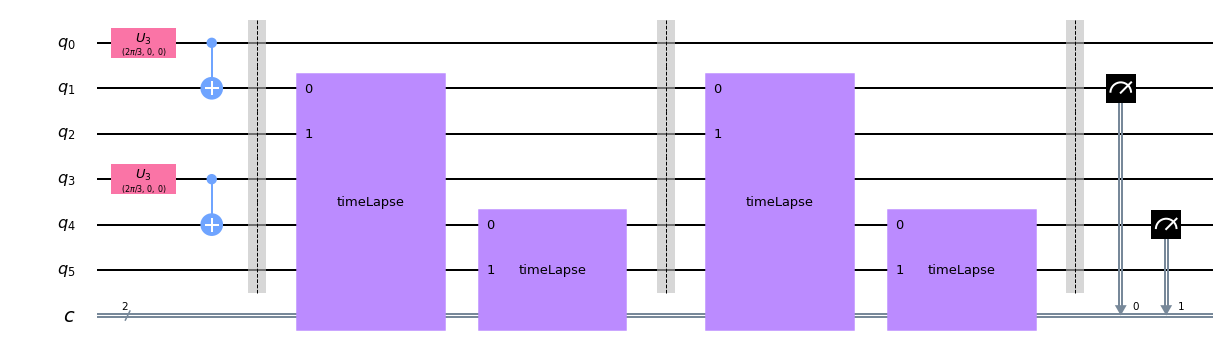 q0 U3 (2π/3, 0, 0)
q1 0 0
q2 1 1
q3 U3 (2π/3, 0, 0)
timeLapse timeLapse
q4 0 0
q5 1 timeLapse 1 timeLapse
c 2 0 1